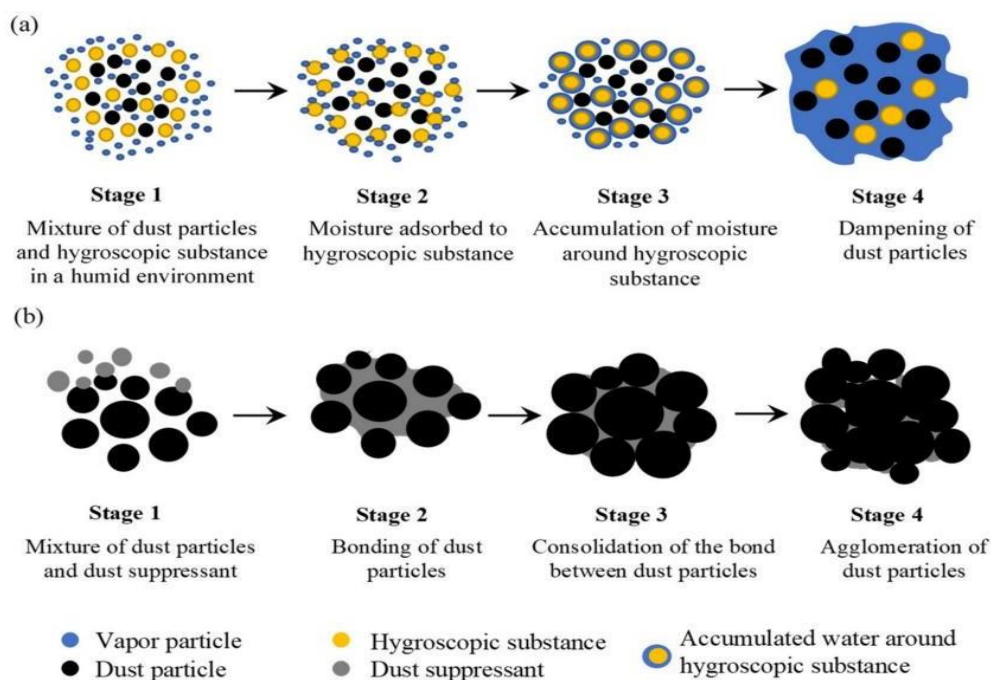 (a)
Stage 1
Mixture of dust particles
and hygroscopic substance
in a humid environment
Stage 2
Moisture adsorbed to
hygroscopic substance
Stage 3
Accumulation of moisture
around hygroscopic
substance
Stage 4
Dampening of
dust particles
(b)
Stage 1
Mixture of dust particles
and dust suppressant
Stage 2
Bonding of dust
particles
Stage 3
Consolidation of the bond
between dust particles
Stage 4
Agglomeration of
dust particles
Vapor particle
Dust particle
Hygroscopic substance
Dust suppressant
Accumulated water around
hygroscopic substance